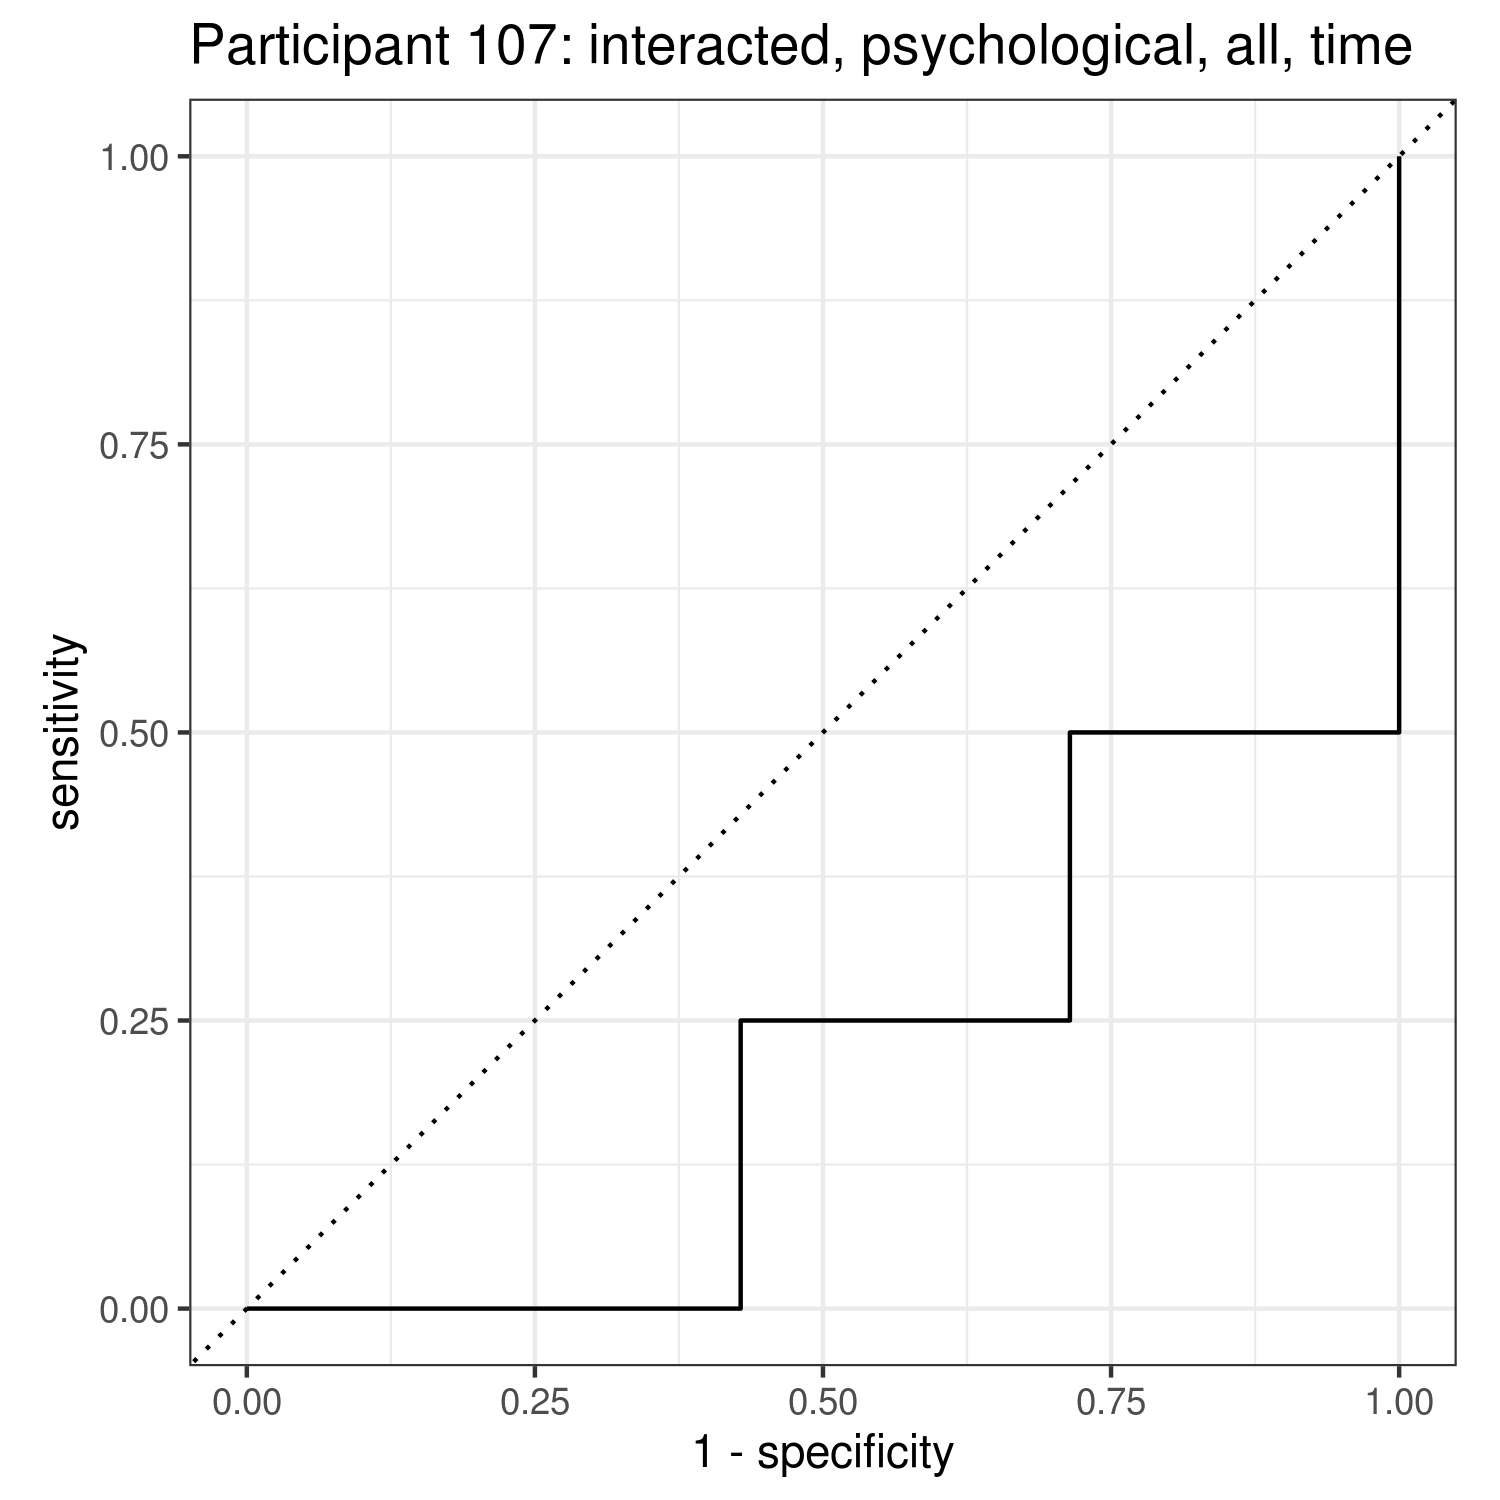 Participant 107: interacted, psychological, all, time
1.00
0.75
0.50
0.25
0.00
sensitivity
0.00 0.25 0.50 0.75 1.00
1 - specificity